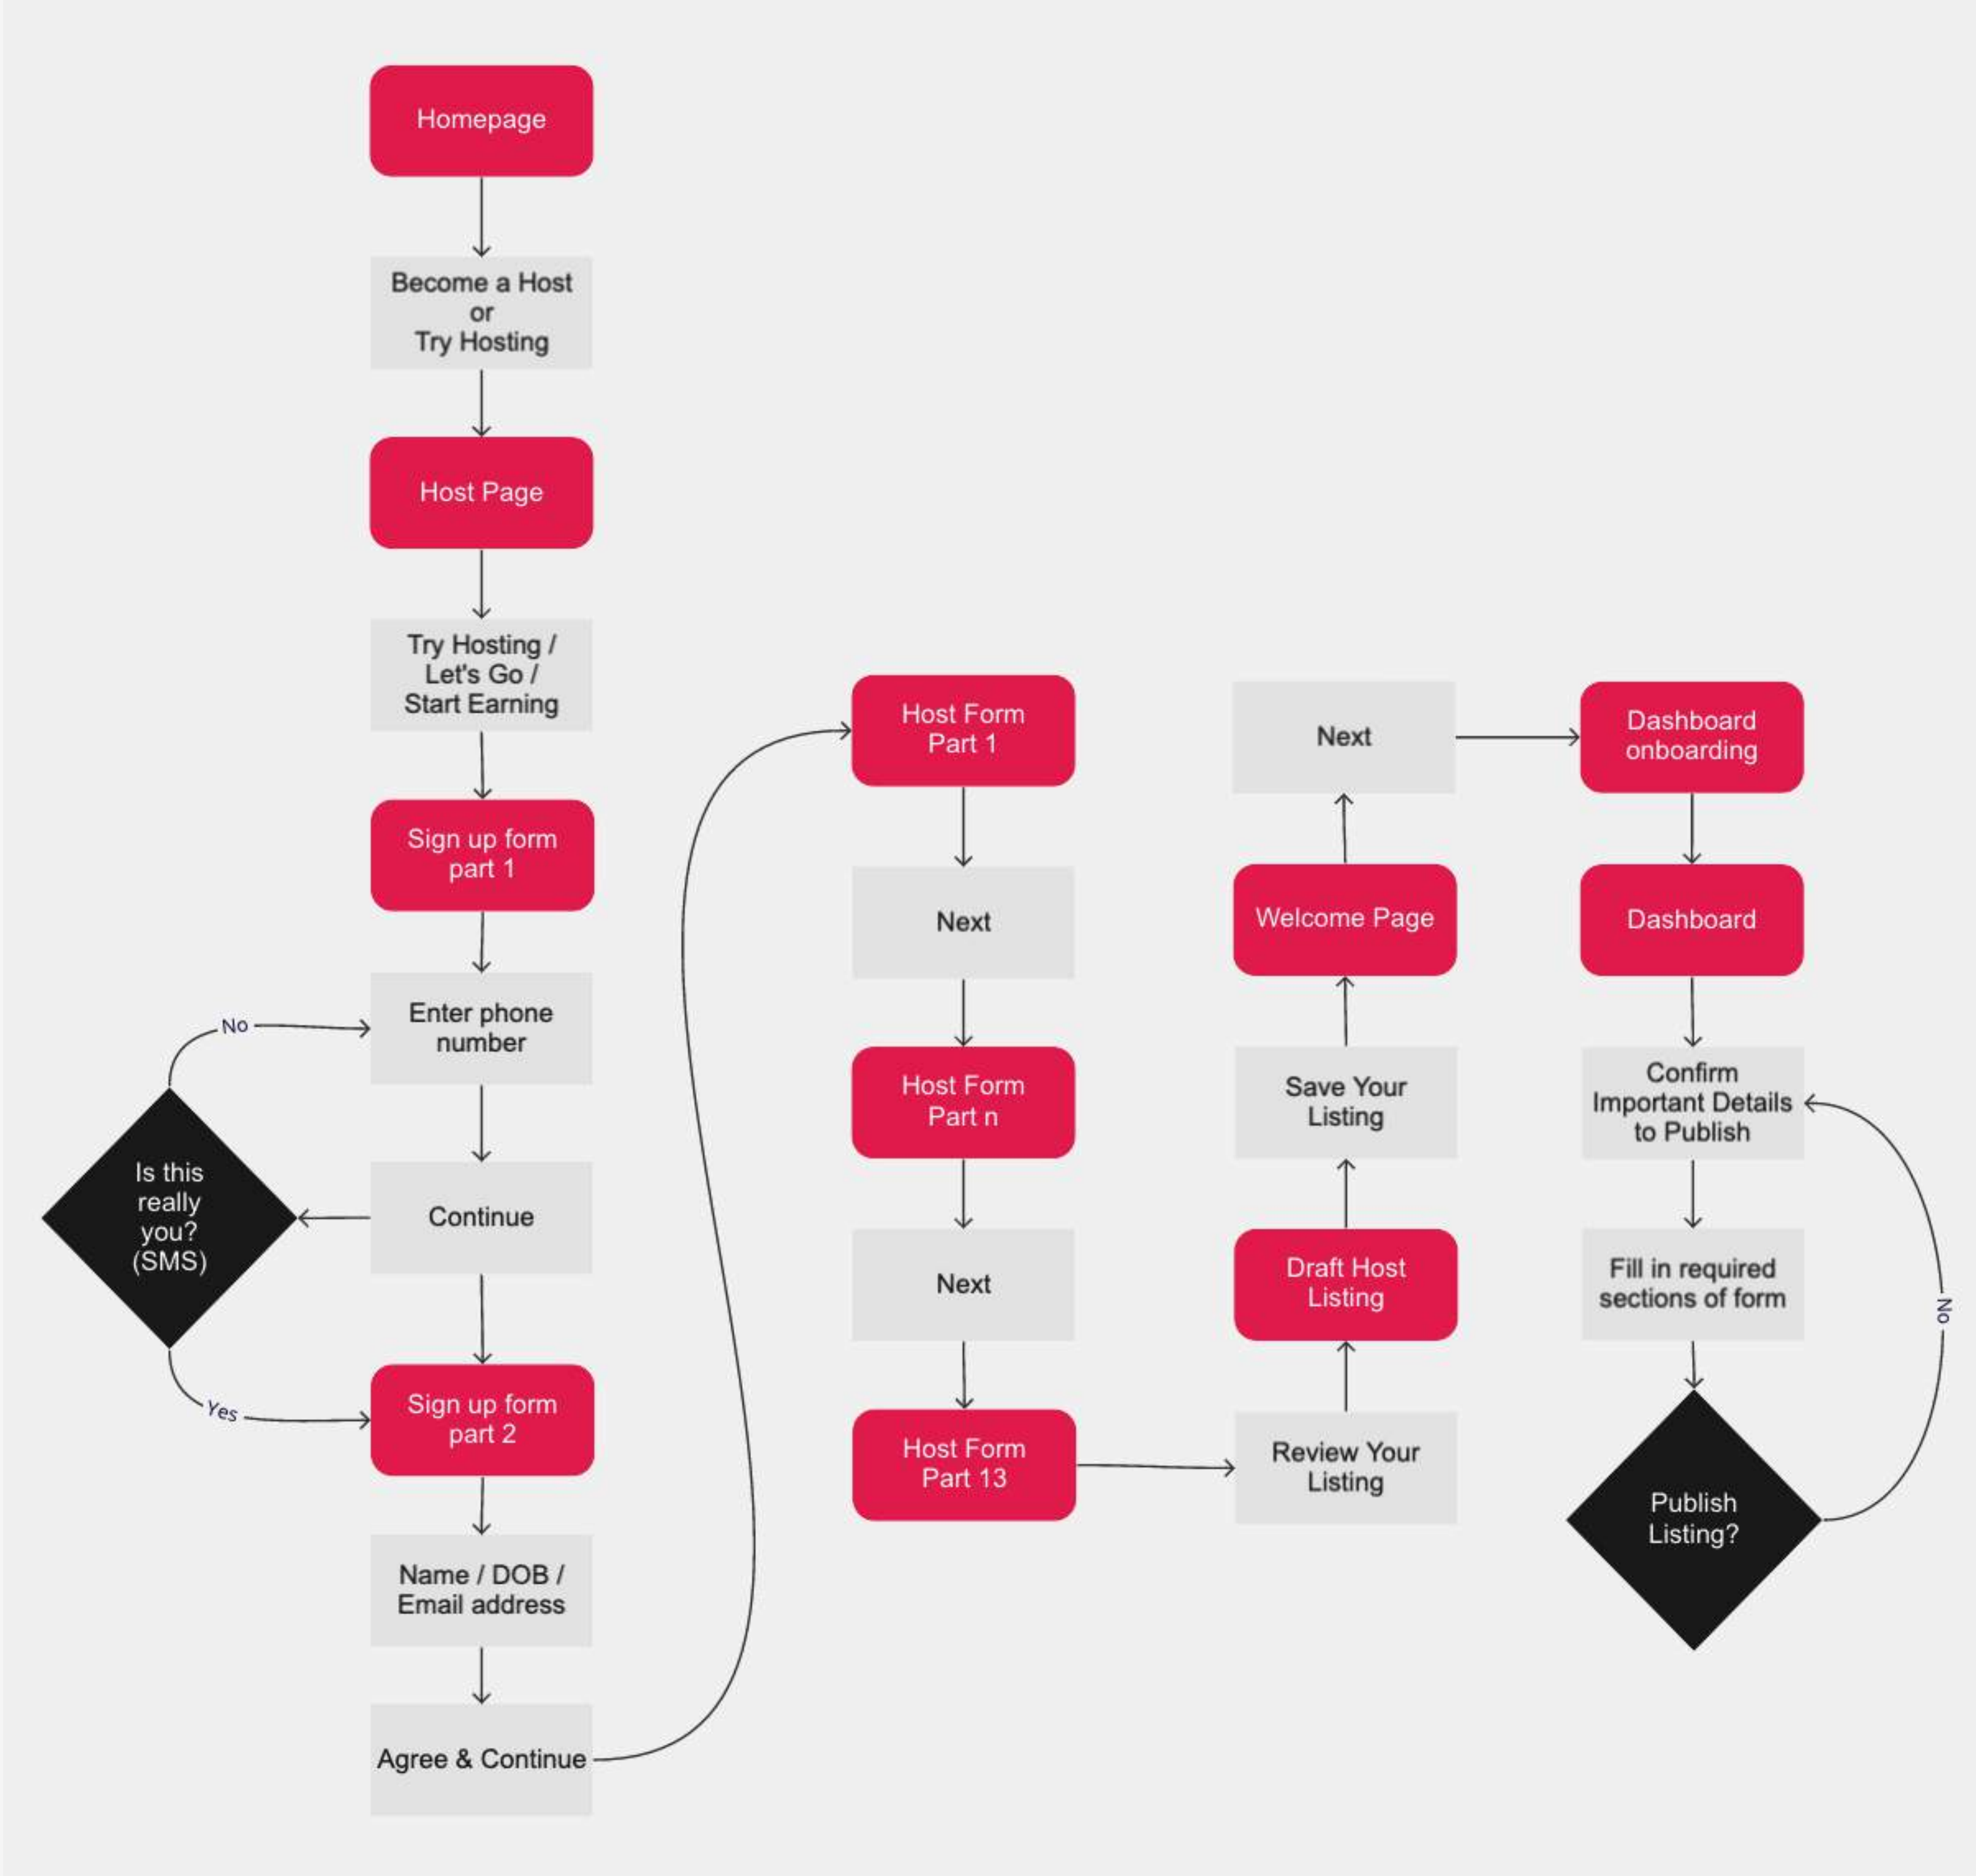 Homepage
Become a Host
or
Try Hosting
Host Page
Try Hosting /
Let's Go /
Start Earning
Sign up form
part 1
Enter phone
number
No
Is this
really
you?
(SMS)
Continue
Yes
Sign up form
part 2
Name / DOB /
Email address
Agree & Continue
Host Form
Part 1
Next
Host Form
Part n
Next
Host Form
Part 13
Review Your
Listing
Draft Host
Listing
Save Your
Listing
Welcome Page
Next
Dashboard
onboarding
Dashboard
Confirm
Important Details
to Publish
Fill in required
sections of form
No
Publish
Listing?